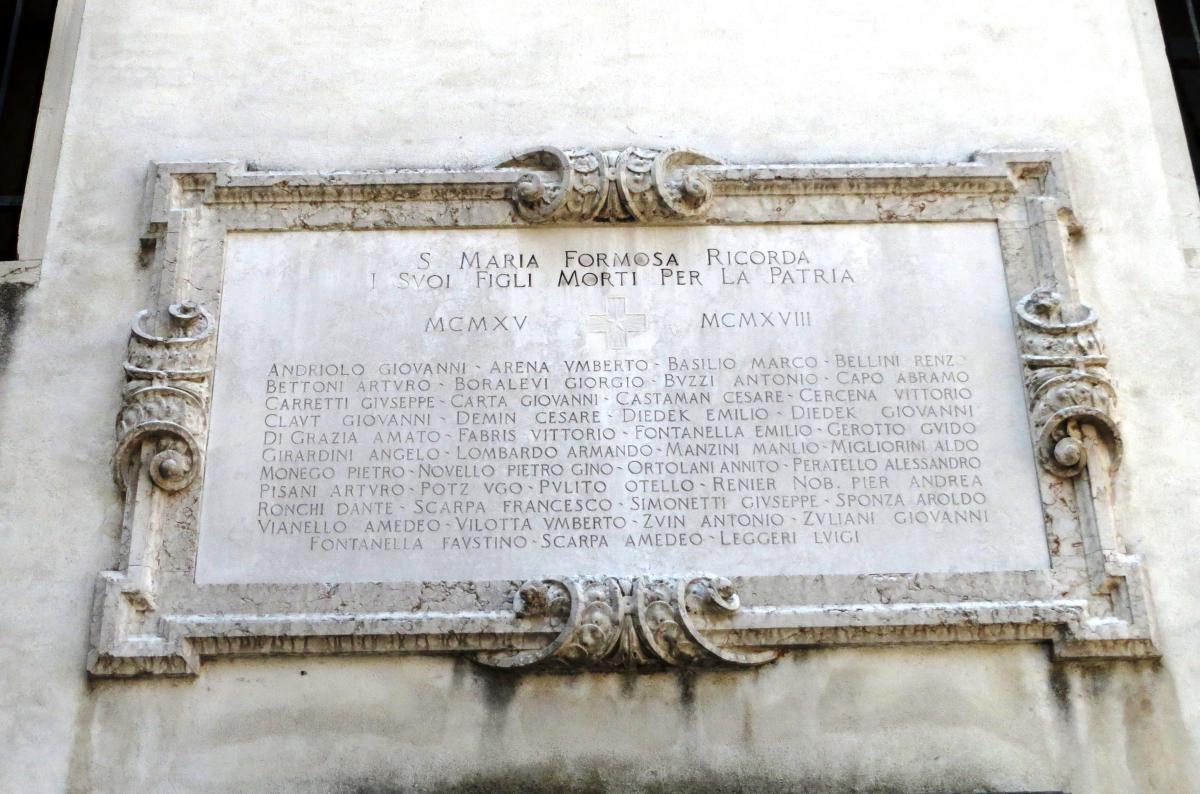 S MARIA FORMOSA RICORDA
I SVOI FIGLI MORTI PER LA PATRIA
MCMXV MCMXVIII
ANDRIOLO GIOVANNI - ARENA VMBERTO - BASILIO MARCO - BELLINI RENZO
BETTONI ARTVRO - BORALEVI GIORGIO - BVZZI ANTONIO - CAPO ABRAMO
CARRETTI GIVSEPPE - CARTA GIOVANNI - CASTAMAN CESARE - CERCENA VITTORIO
CLAVT GIOVANNI - DEMIN CESARE - DIEDEK EMILIO - DIEDEK GIOVANNI
DI GRAZIA AMATO - FABRIS VITTORIO - FONTANELLA EMILIO - GEROTTO GVIDO
GIRARDINI ANGELO - LOMBARDO ARMANDO - MANZINI MANLIO - MIGLIORINI ALDO
MONEGO PIETRO - NOVELLO PIETRO GINO - ORTOLANI ANNITO - PERATELLO ALESSANDRO
PISANI ARTVRO - POTZ VGO - PVLITO OTELLO - RENIER NOB. PIER ANDREA
RONCHI DANTE - SCARPA FRANCESCO - SIMONETTI GIVSEPPE - SPONZA AROLDO
VIANELLO AMEDEO - VILOTTA VMBERTO - ZVIN ANTONIO - ZVLIANI GIOVANNI
FONTANELLA FAVSTINO - SCARPA AMEDEO - LEGGERI LVIGI